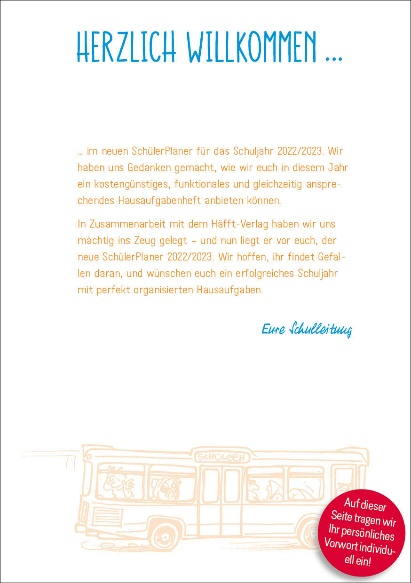 HERZLICH WILLKOMMEN ...
... im neuen SchülerPlaner für das Schuljahr 2022/2023. Wir
haben uns Gedanken gemacht, wie wir euch in diesem Jahr
ein kostengünstiges, funktionales und gleichzeitig anspre-
chendes Hausaufgabenheft anbieten können.
In Zusammenarbeit mit dem Häfft-Verlag haben wir uns
mächtig ins Zeug gelegt – und nun liegt er vor euch, der
neue SchülerPlaner 2022/2023. Wir hoffen, ihr findet Gefal-
len daran, und wünschen euch ein erfolgreiches Schuljahr
mit perfekt organisierten Hausaufgaben.
Eure Schulleitung
Auf dieser
Seite tragen wir
Ihr persönliches
Vorwort individu-
ell ein!